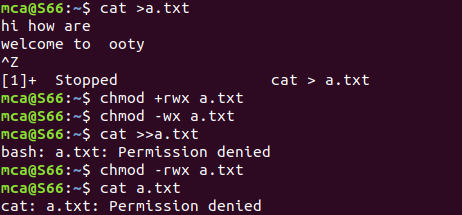 mca@S66:~$ cat >a.txt
hi how are
welcome to  ooty
^Z
[1]+  Stopped                 cat > a.txt
mca@S66:~$ chmod +rwx a.txt
mca@S66:~$ chmod -wx a.txt
mca@S66:~$ cat >>a.txt
bash: a.txt: Permission denied
mca@S66:~$ chmod -rwx a.txt
mca@S66:~$ cat a.txt
cat: a.txt: Permission denied